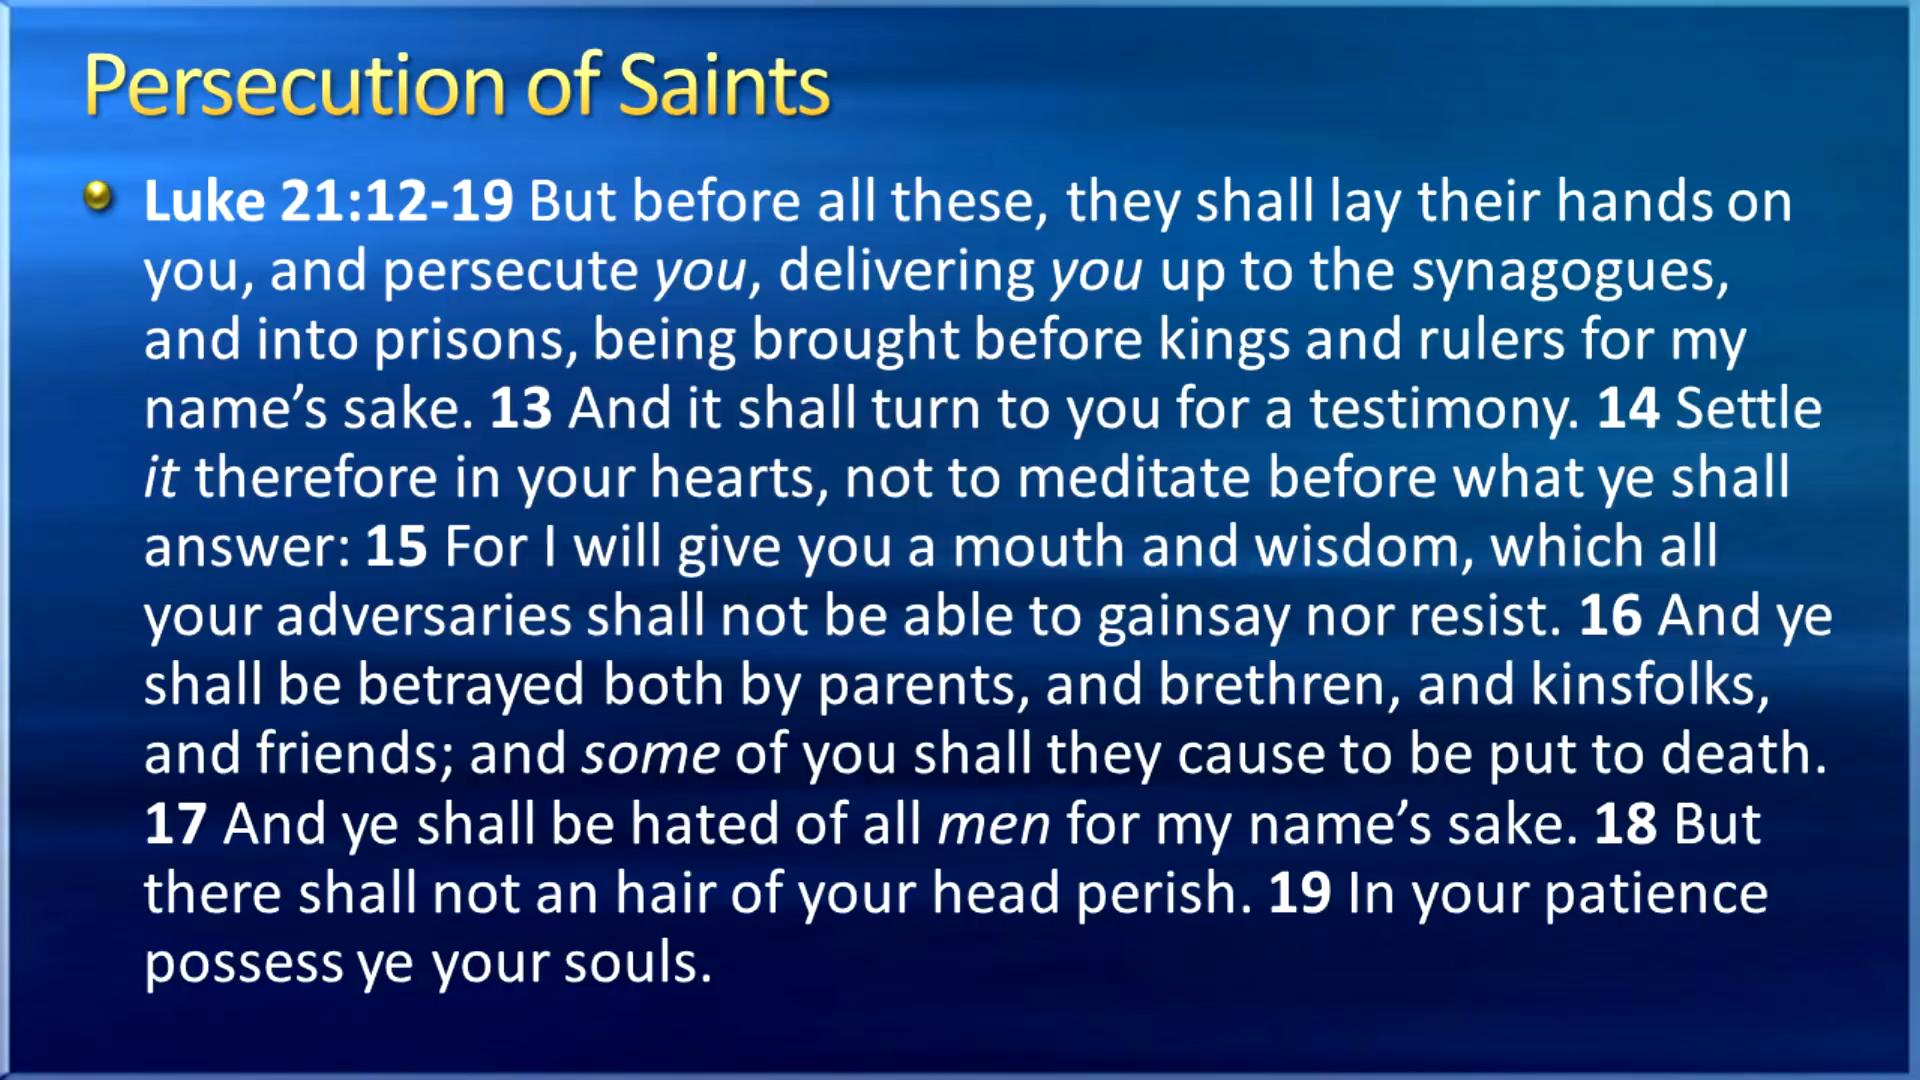 Persecution of Saints
Luke 21:12-19 But before all these, they shall lay their hands on
you, and persecute you, delivering you up to the synagogues,
and into prisons, being brought before kings and rulers for my
name’s sake. 13 And it shall turn to you for a testimony. 14 Settle
it therefore in your hearts, not to meditate before what ye shall
answer: 15 For I will give you a mouth and wisdom, which all
your adversaries shall not be able to gainsay nor resist. 16 And ye
shall be betrayed both by parents, and brethren, and kinsfolks,
and friends; and some of you shall they cause to be put to death.
17 And ye shall be hated of all men for my name’s sake. 18 But
there shall not an hair of your head perish. 19 In your patience
possess ye your souls.